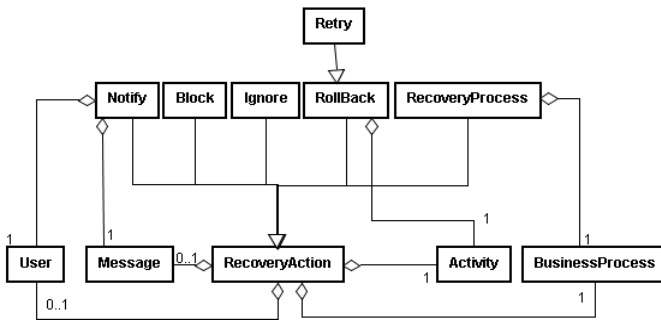 Retry
Notify Block Ignore RollBack RecoveryProcess
1 1 1 1
User Message 0..1 RecoveryAction 1 Activity BusinessProcess
0..1 1